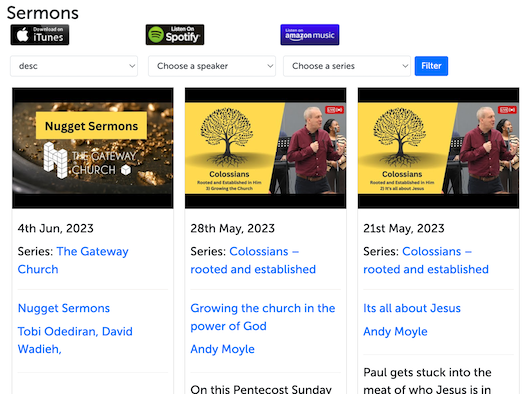 Sermons
Download on
iTunes
LISTEN ON
Spotify
Listen on
amazon music
desc
Choose a speaker
Choose a series
Filter
Nugget Sermons
THE GATEWAY
CHURCH
4th Jun, 2023
Series: The Gateway
Church
Nugget Sermons
Tobi Odediran, David
Wadieh,
LIVE
Colossians
Rooted and Established in Him
3) Growing the Church
28th May, 2023
Series: Colossians –
rooted and established
Growing the church in the
power of God
Andy Moyle
On this Pentecost Sunday
LIVE
Colossians
Rooted and Established in Him
2) It's all about Jesus
21st May, 2023
Series: Colossians –
rooted and established
Its all about Jesus
Andy Moyle
Paul gets stuck into the
meat of who Jesus is in